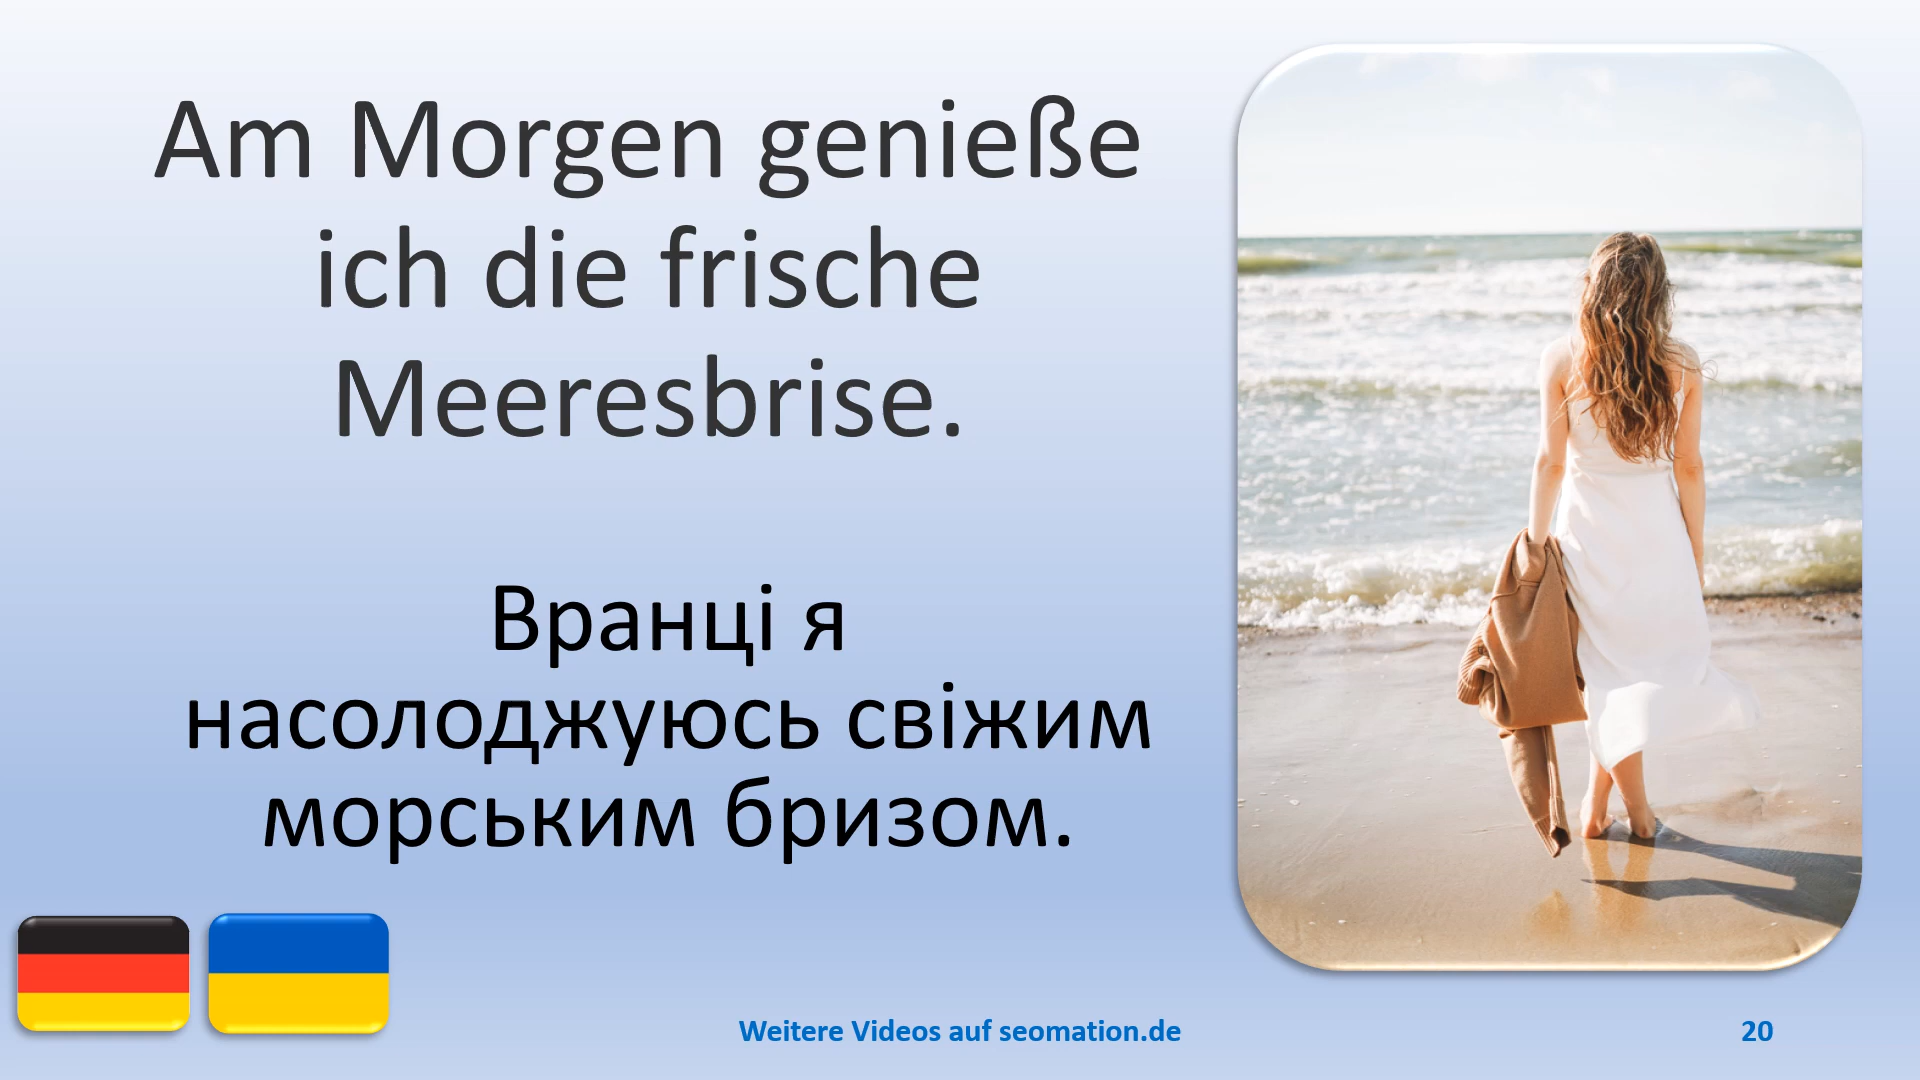 Am Morgen genieße
ich die frische
Meeresbrise.
Вранці я
насолоджуюсь свіжим
морським бризом.
Weitere Videos auf seomation.de
20